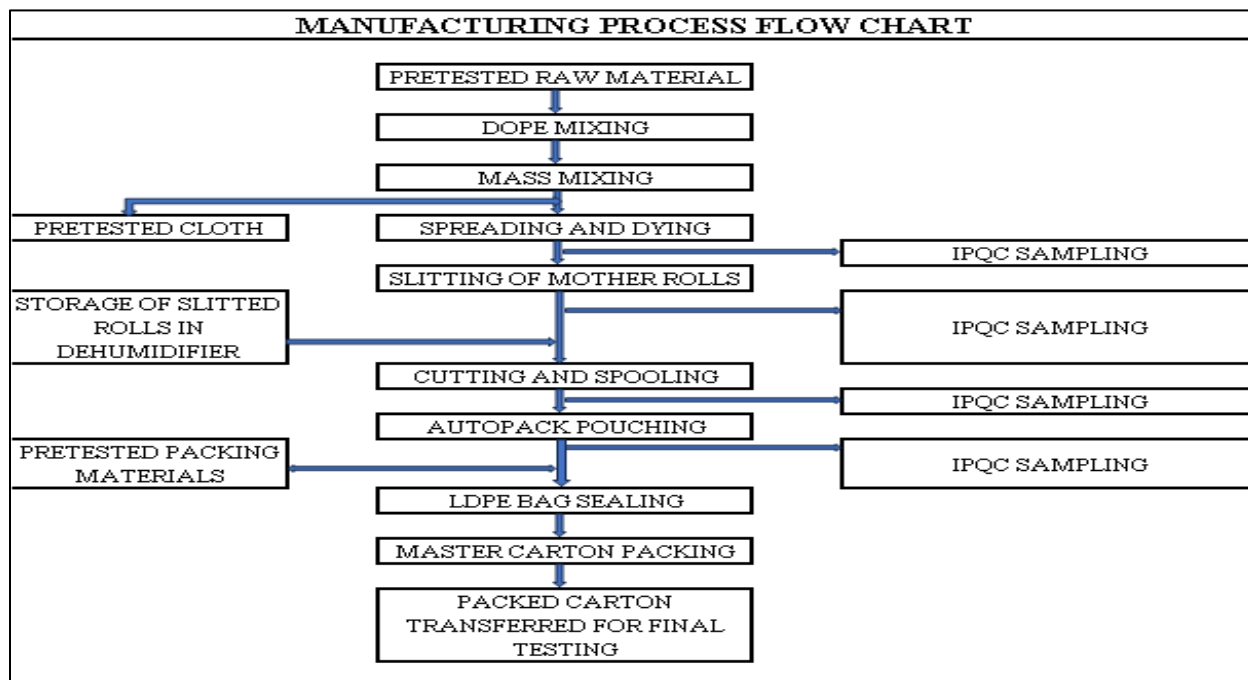 MANUFACTURING PROCESS FLOW CHART
PRETESTED RAW MATERIAL
DOPE MIXING
MASS MIXING
PRETESTED CLOTH
SPREADING AND DYING
IPQC SAMPLING
SLITTING OF MOTHER ROLLS
STORAGE OF SLITTED
ROLLS IN
DEHUMIDIFIER
IPQC SAMPLING
CUTTING AND SPOOLING
IPQC SAMPLING
AUTOPACK POUCHING
PRETESTED PACKING
MATERIALS
IPQC SAMPLING
LDPE BAG SEALING
MASTER CARTON PACKING
PACKED CARTON
TRANSFERRED FOR FINAL
TESTING